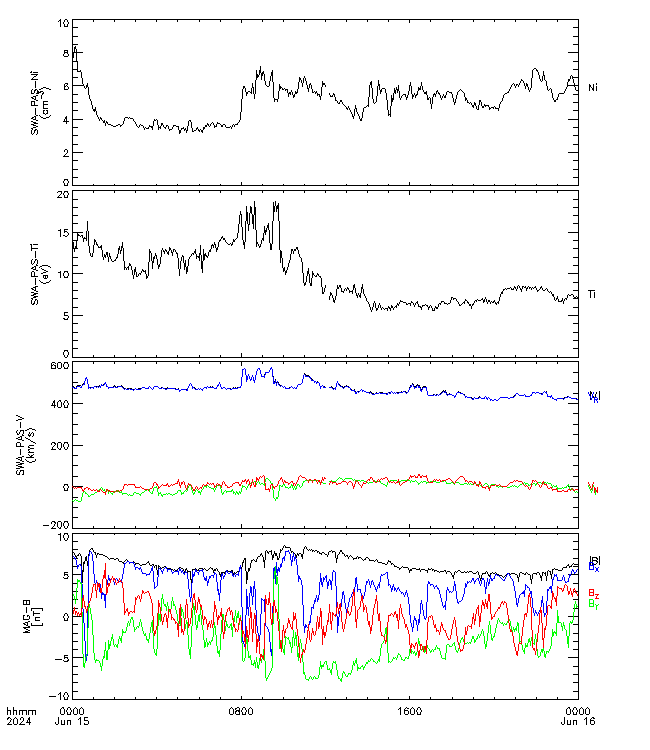 10
8
6
4
2
0
SWA-PAS-Ni
(cm⁻³)
Ni
20
15
10
5
0
SWA-PAS-Ti
(eV)
Ti
600
400
200
0
-200
SWA-PAS-V
(km/s)
10
5
0
-5
-10
MAG-B
[nT]
|B|
Bx
Bz
BY
hhmm
2024
0000 0800 1600 0000
Jun 15 Jun 16